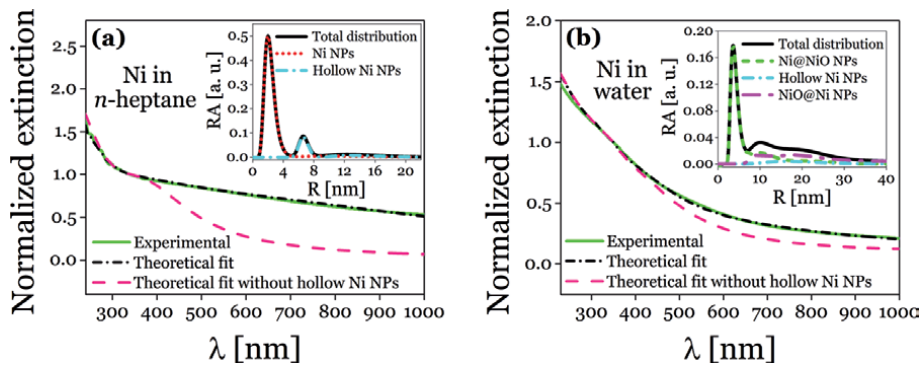 (a)
Ni in
n-heptane
Normalized extinction
2.5
2.0
1.5
1.0
0.5
0.0
300 400 500 600 700 800 900 1000
λ [nm]
Experimental
Theoretical fit
Theoretical fit without hollow Ni NPs
RA [a. u.]
0.5
0.4
0.3
0.1
0.0
0 4 8 12 16 20
R [nm]
Total distribution
Ni NPs
Hollow Ni NPs
(b)
Ni in
water
Normalized extinction
2.0
1.5
1.0
0.5
0.0
300 400 500 600 700 800 900 1000
λ [nm]
Experimental
Theoretical fit
Theoretical fit without hollow Ni NPs
RA [a. u.]
0.20
0.16
0.12
0.08
0.04
0.00
0 10 20 30 40
R [nm]
Total distribution
Ni@NiO NPs
Hollow Ni NPs
NiO@Ni NPs